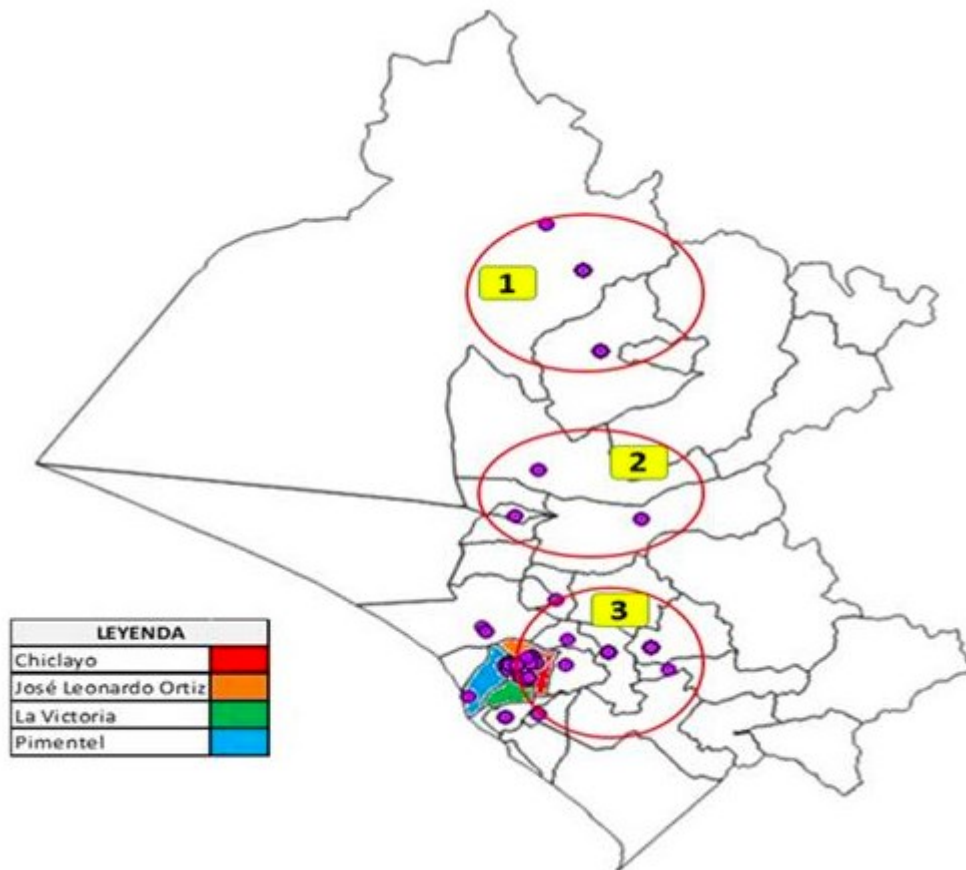 1
2
3
LEYENDA
Chiclayo
José Leonardo Ortiz
La Victoria
Pimentel